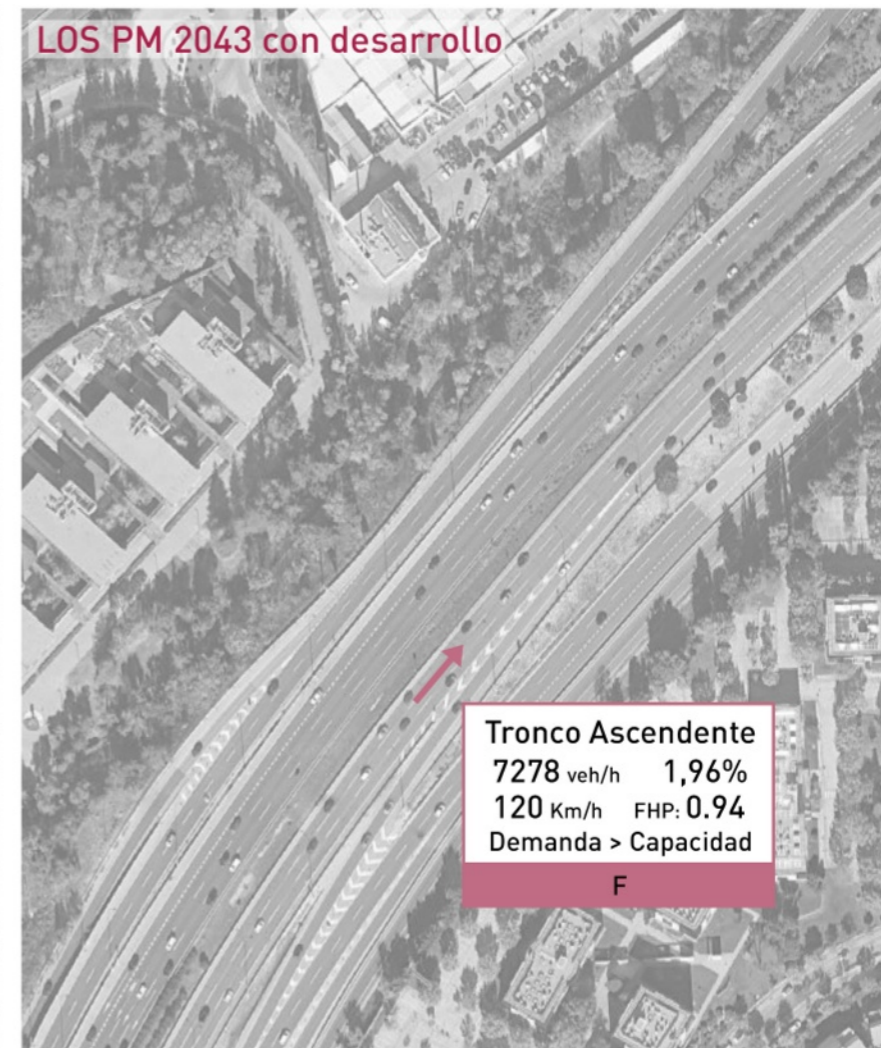 LOS PM 2043 con desarrollo
Tronco Ascendente
7278 veh/h 1,96%
120 Km/h FHP: 0.94
Demanda > Capacidad
F